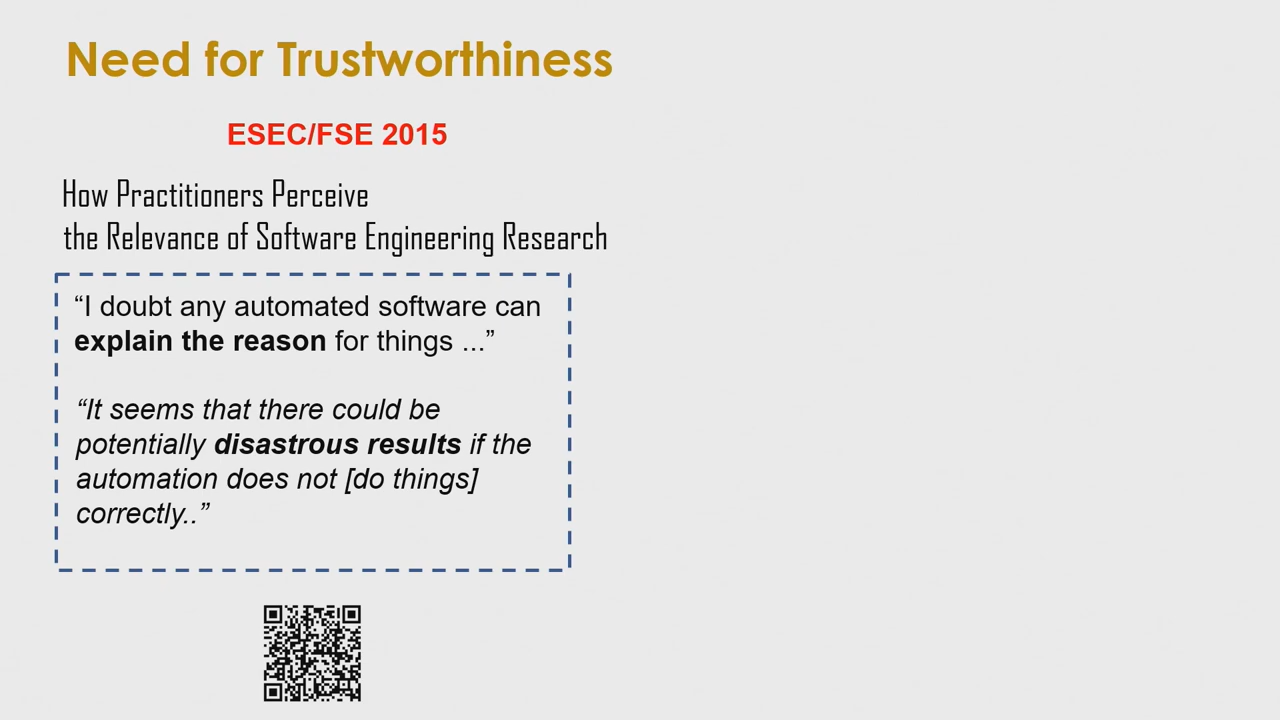 Need for Trustworthiness
ESEC/FSE 2015
How Practitioners Perceive
the Relevance of Software Engineering Research
“I doubt any automated software can
explain the reason for things ...”
“It seems that there could be
potentially disastrous results if the
automation does not [do things]
correctly..”